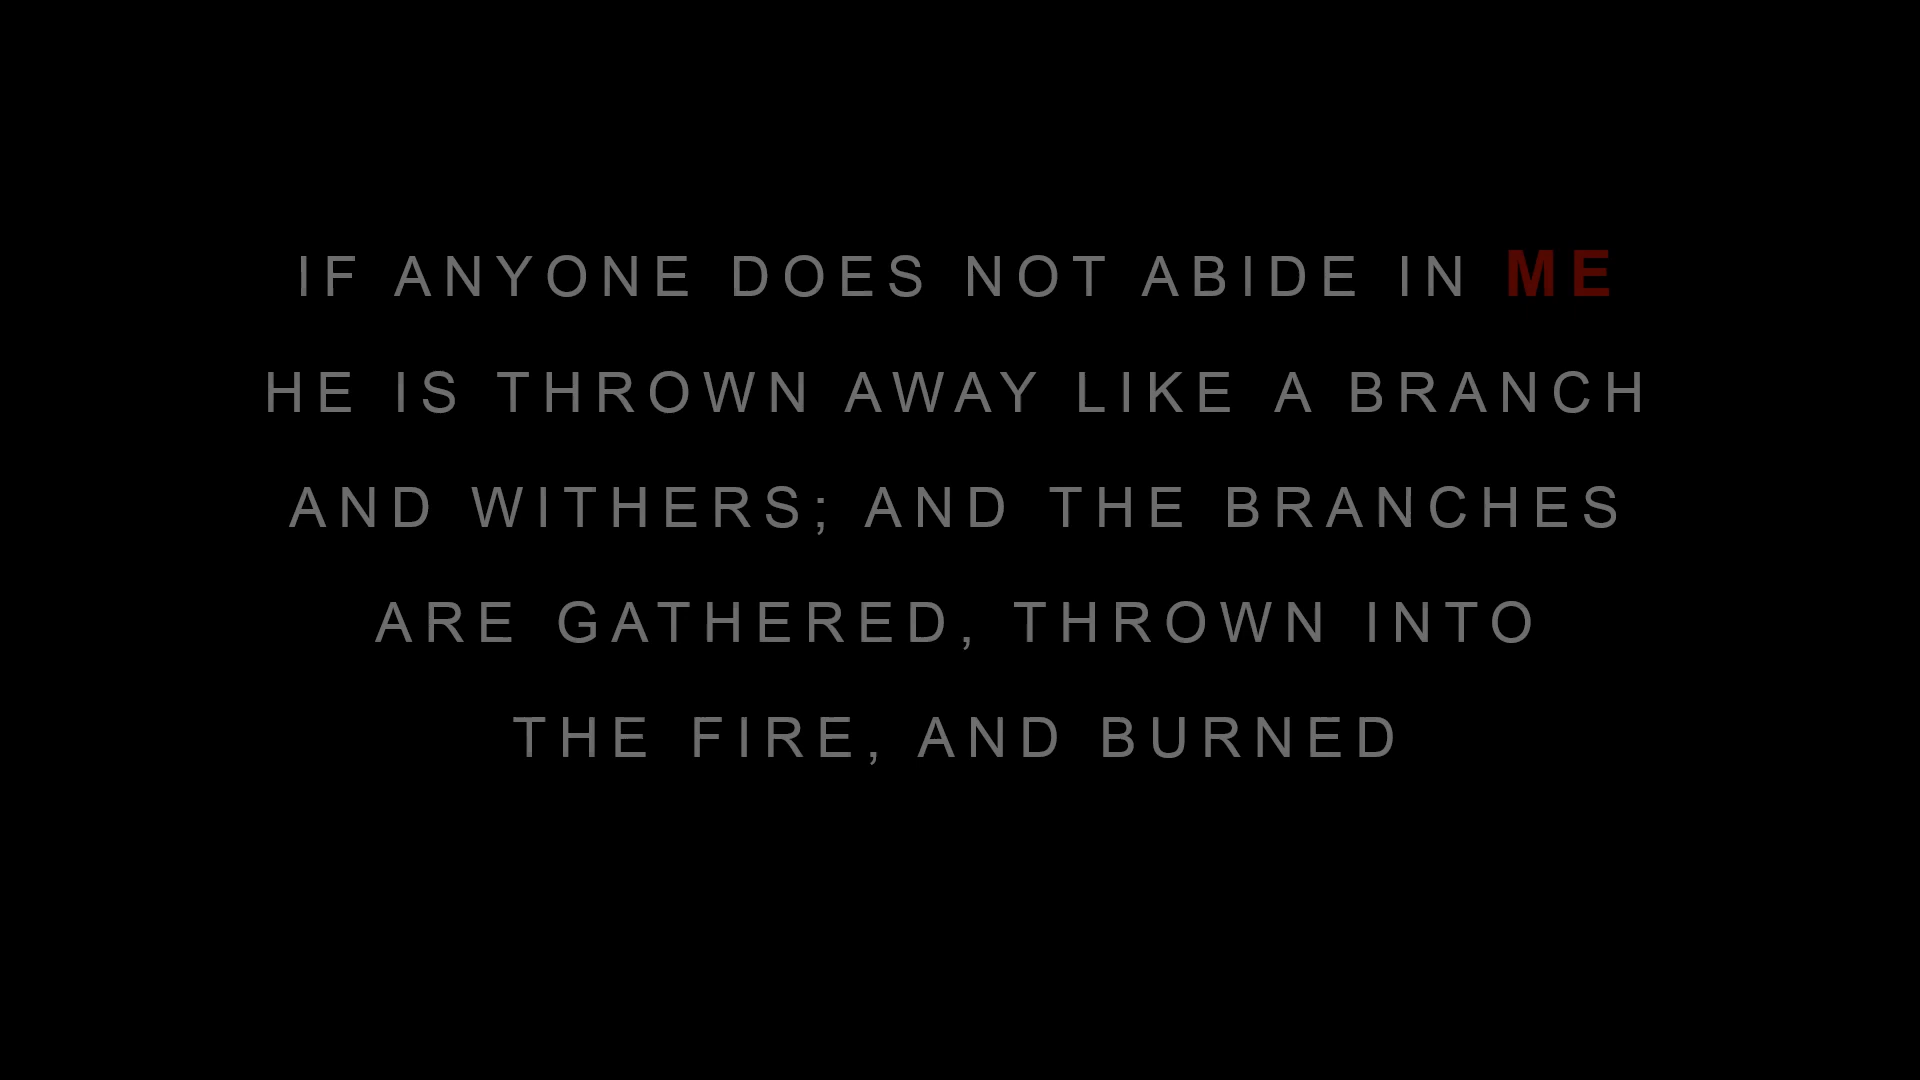 IF ANYONE DOES NOT ABIDE IN ME
HE IS THROWN AWAY LIKE A BRANCH
AND WITHERS; AND THE BRANCHES
ARE GATHERED, THROWN INTO
THE FIRE, AND BURNED